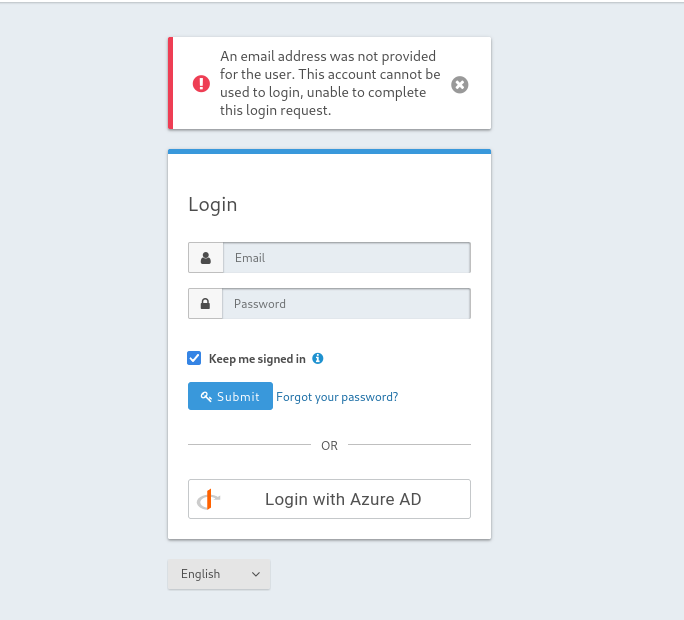 An email address was not provided
for the user. This account cannot be
used to login, unable to complete
this login request.
Login
Email
Password
Keep me signed in
Submit Forgot your password?
OR
Login with Azure AD
English